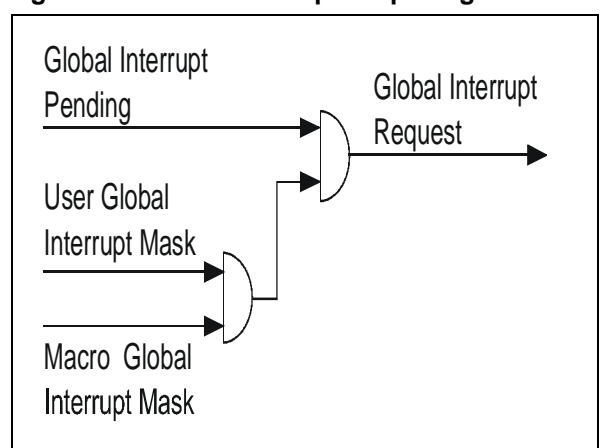 Global Interrupt
Pending
Global Interrupt
Request
User Global
Interrupt Mask
Macro Global
Interrupt Mask